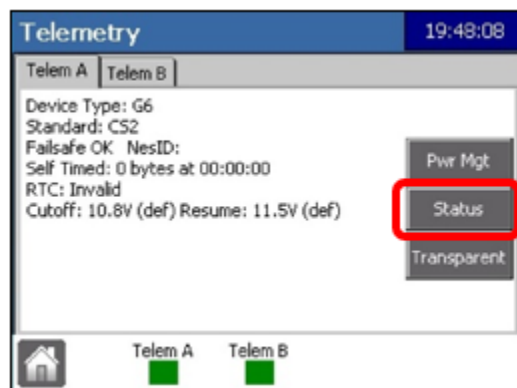 Telemetry
19:48:08
Telem A
Telem B
Device Type: G6
Standard: CS2
Failsafe OK NesID:
Self Timed: 0 bytes at 00:00:00
RTC: Invalid
Cutoff: 10.8V (def) Resume: 11.5V (def)
Pwr Mgt
Status
Transparent
Telem A
Telem B